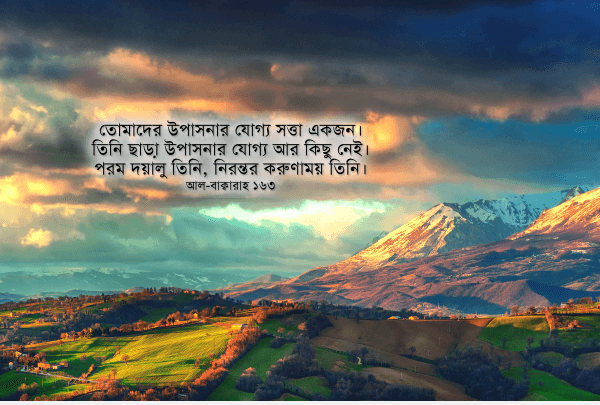 তোমাদের উপাসনার যোগ্য সত্তা একজন।
তিনি ছাড়া উপাসনার যোগ্য আর কিছু নেই।
পরম দয়ালু তিনি, নিরন্তর করুণাময় তিনি।
আল-বাক্বারাহ ১৬৩